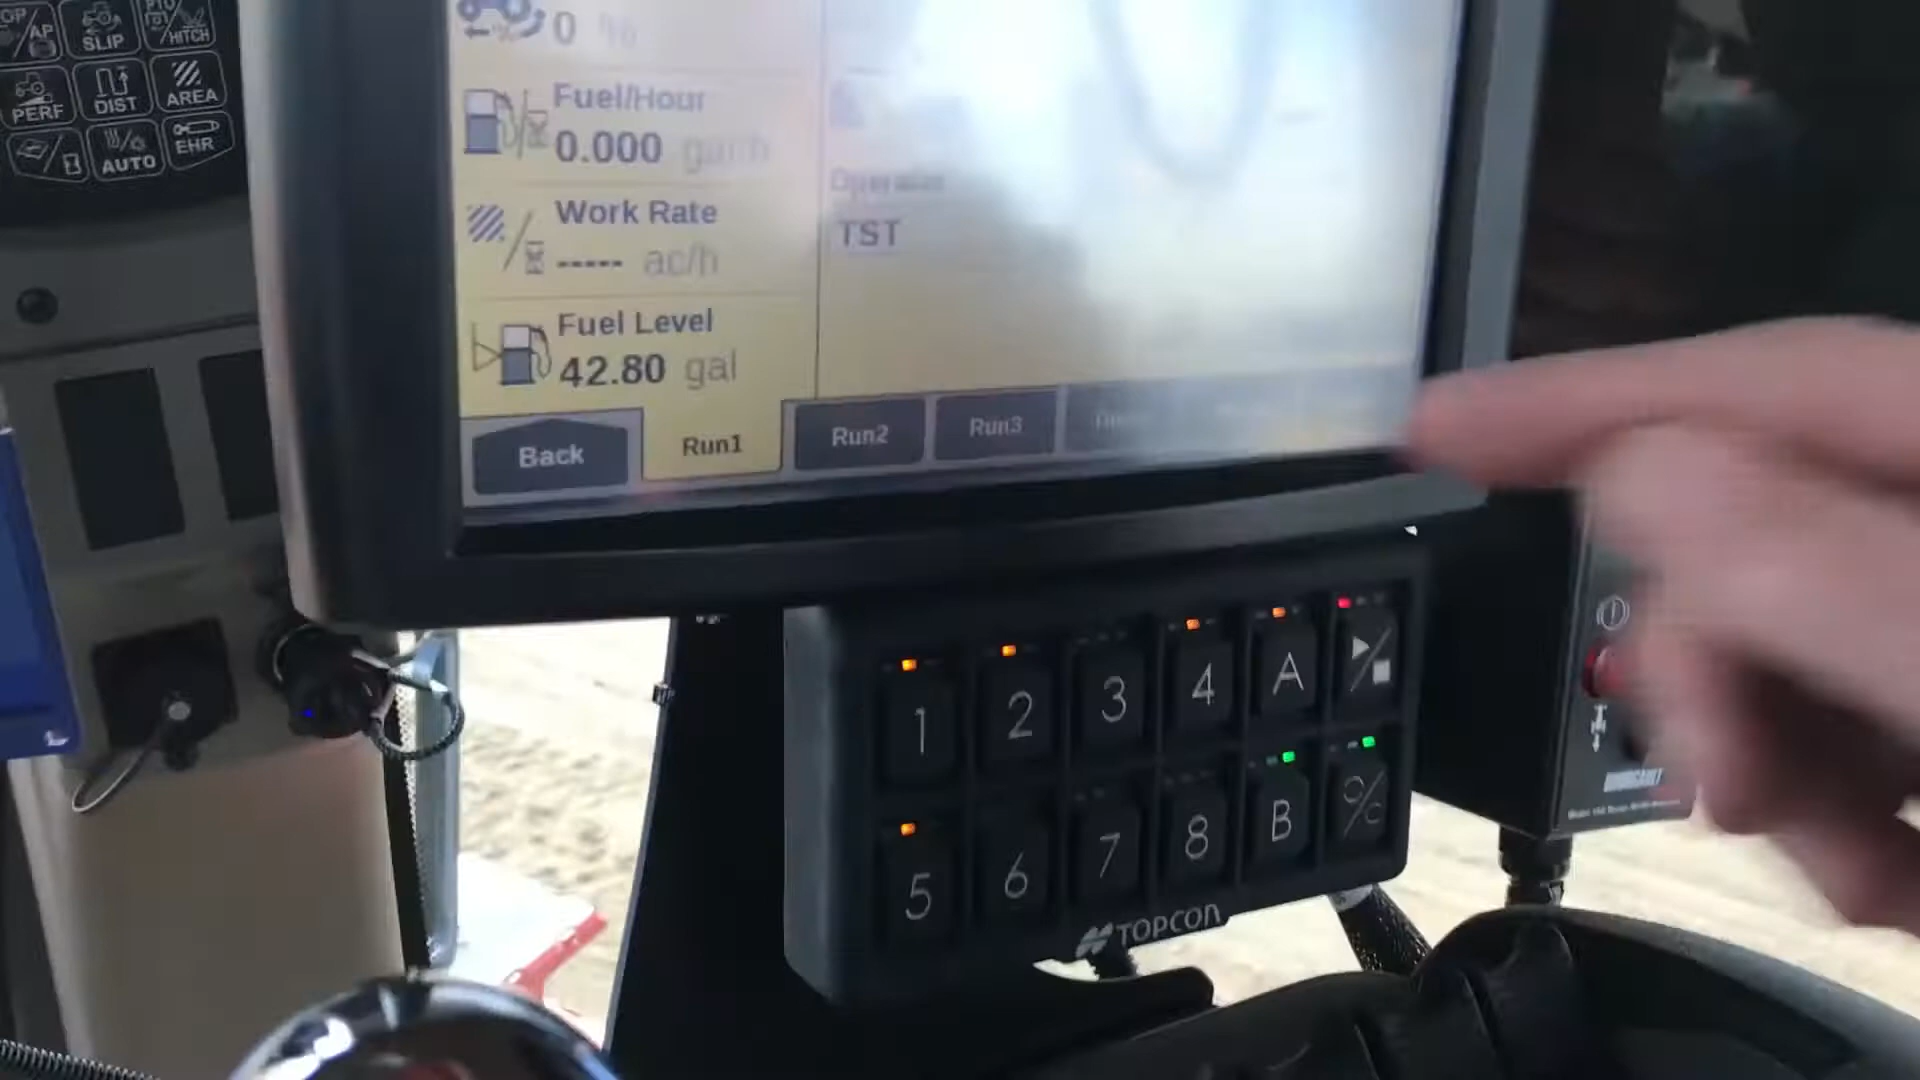 /AP
SLIP
PTO
/HITCH
PERF
DIST
AREA
AUTO
EHR
0 %
Fuel/Hour
0.000 gal/h
Work Rate
----- ac/h
Fuel Level
42.80 gal
Operator
TST
Back
Run1
Run2
Run3
1
2
3
4
A
5
6
7
8
B
TOPCON
BOURGAULT